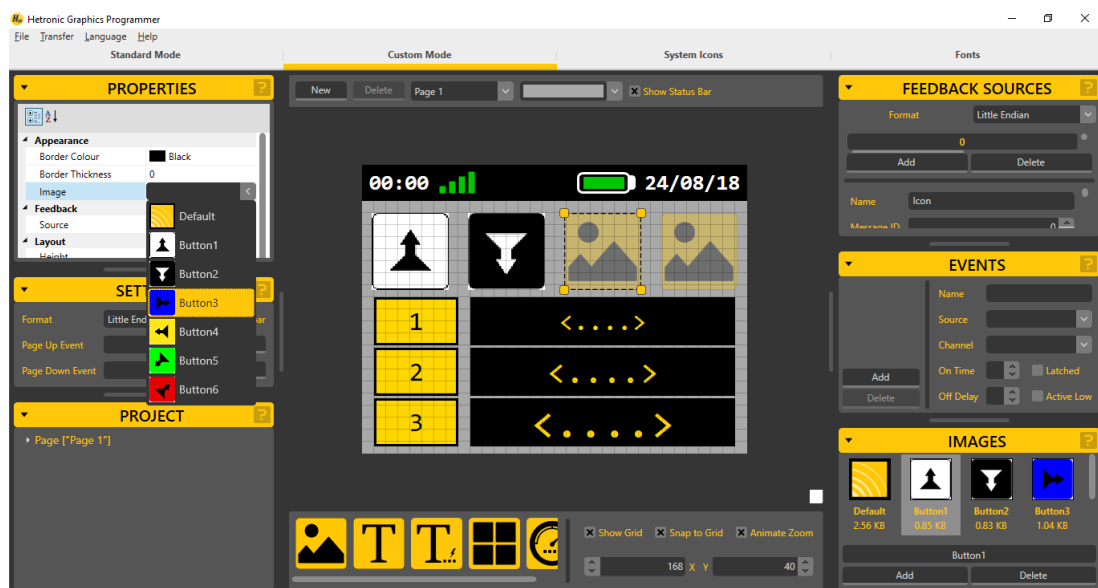 Hetronic Graphics Programmer
File Transfer Language Help
Standard Mode Custom Mode System Icons Fonts
PROPERTIES ?
Appearance
Border Colour Black
Border Thickness 0
Image
Feedback
Source
Layout
Height
Default
Button1
Button2
Button3
Button4
Button5
Button6
?
Format Little End
Page Up Event
Page Down Event
PROJECT ?
Page ["Page 1"]
New Delete Page 1 Show Status Bar
00:00 24/08/18
1 <....>
2 <....>
3 <....>
T T
Show Grid Snap to Grid Animate Zoom
168 X Y 40
FEEDBACK SOURCES ?
Format Little Endian
0
Add Delete
Name Icon
Message ID 0
EVENTS ?
Name
Source
Channel
On Time Latched
Off Delay Active Low
Add
Delete
IMAGES ?
Default Button1 Button2 Button3
2.56 KB 0.85 KB 0.83 KB 1.04 KB
Button1
Add Delete